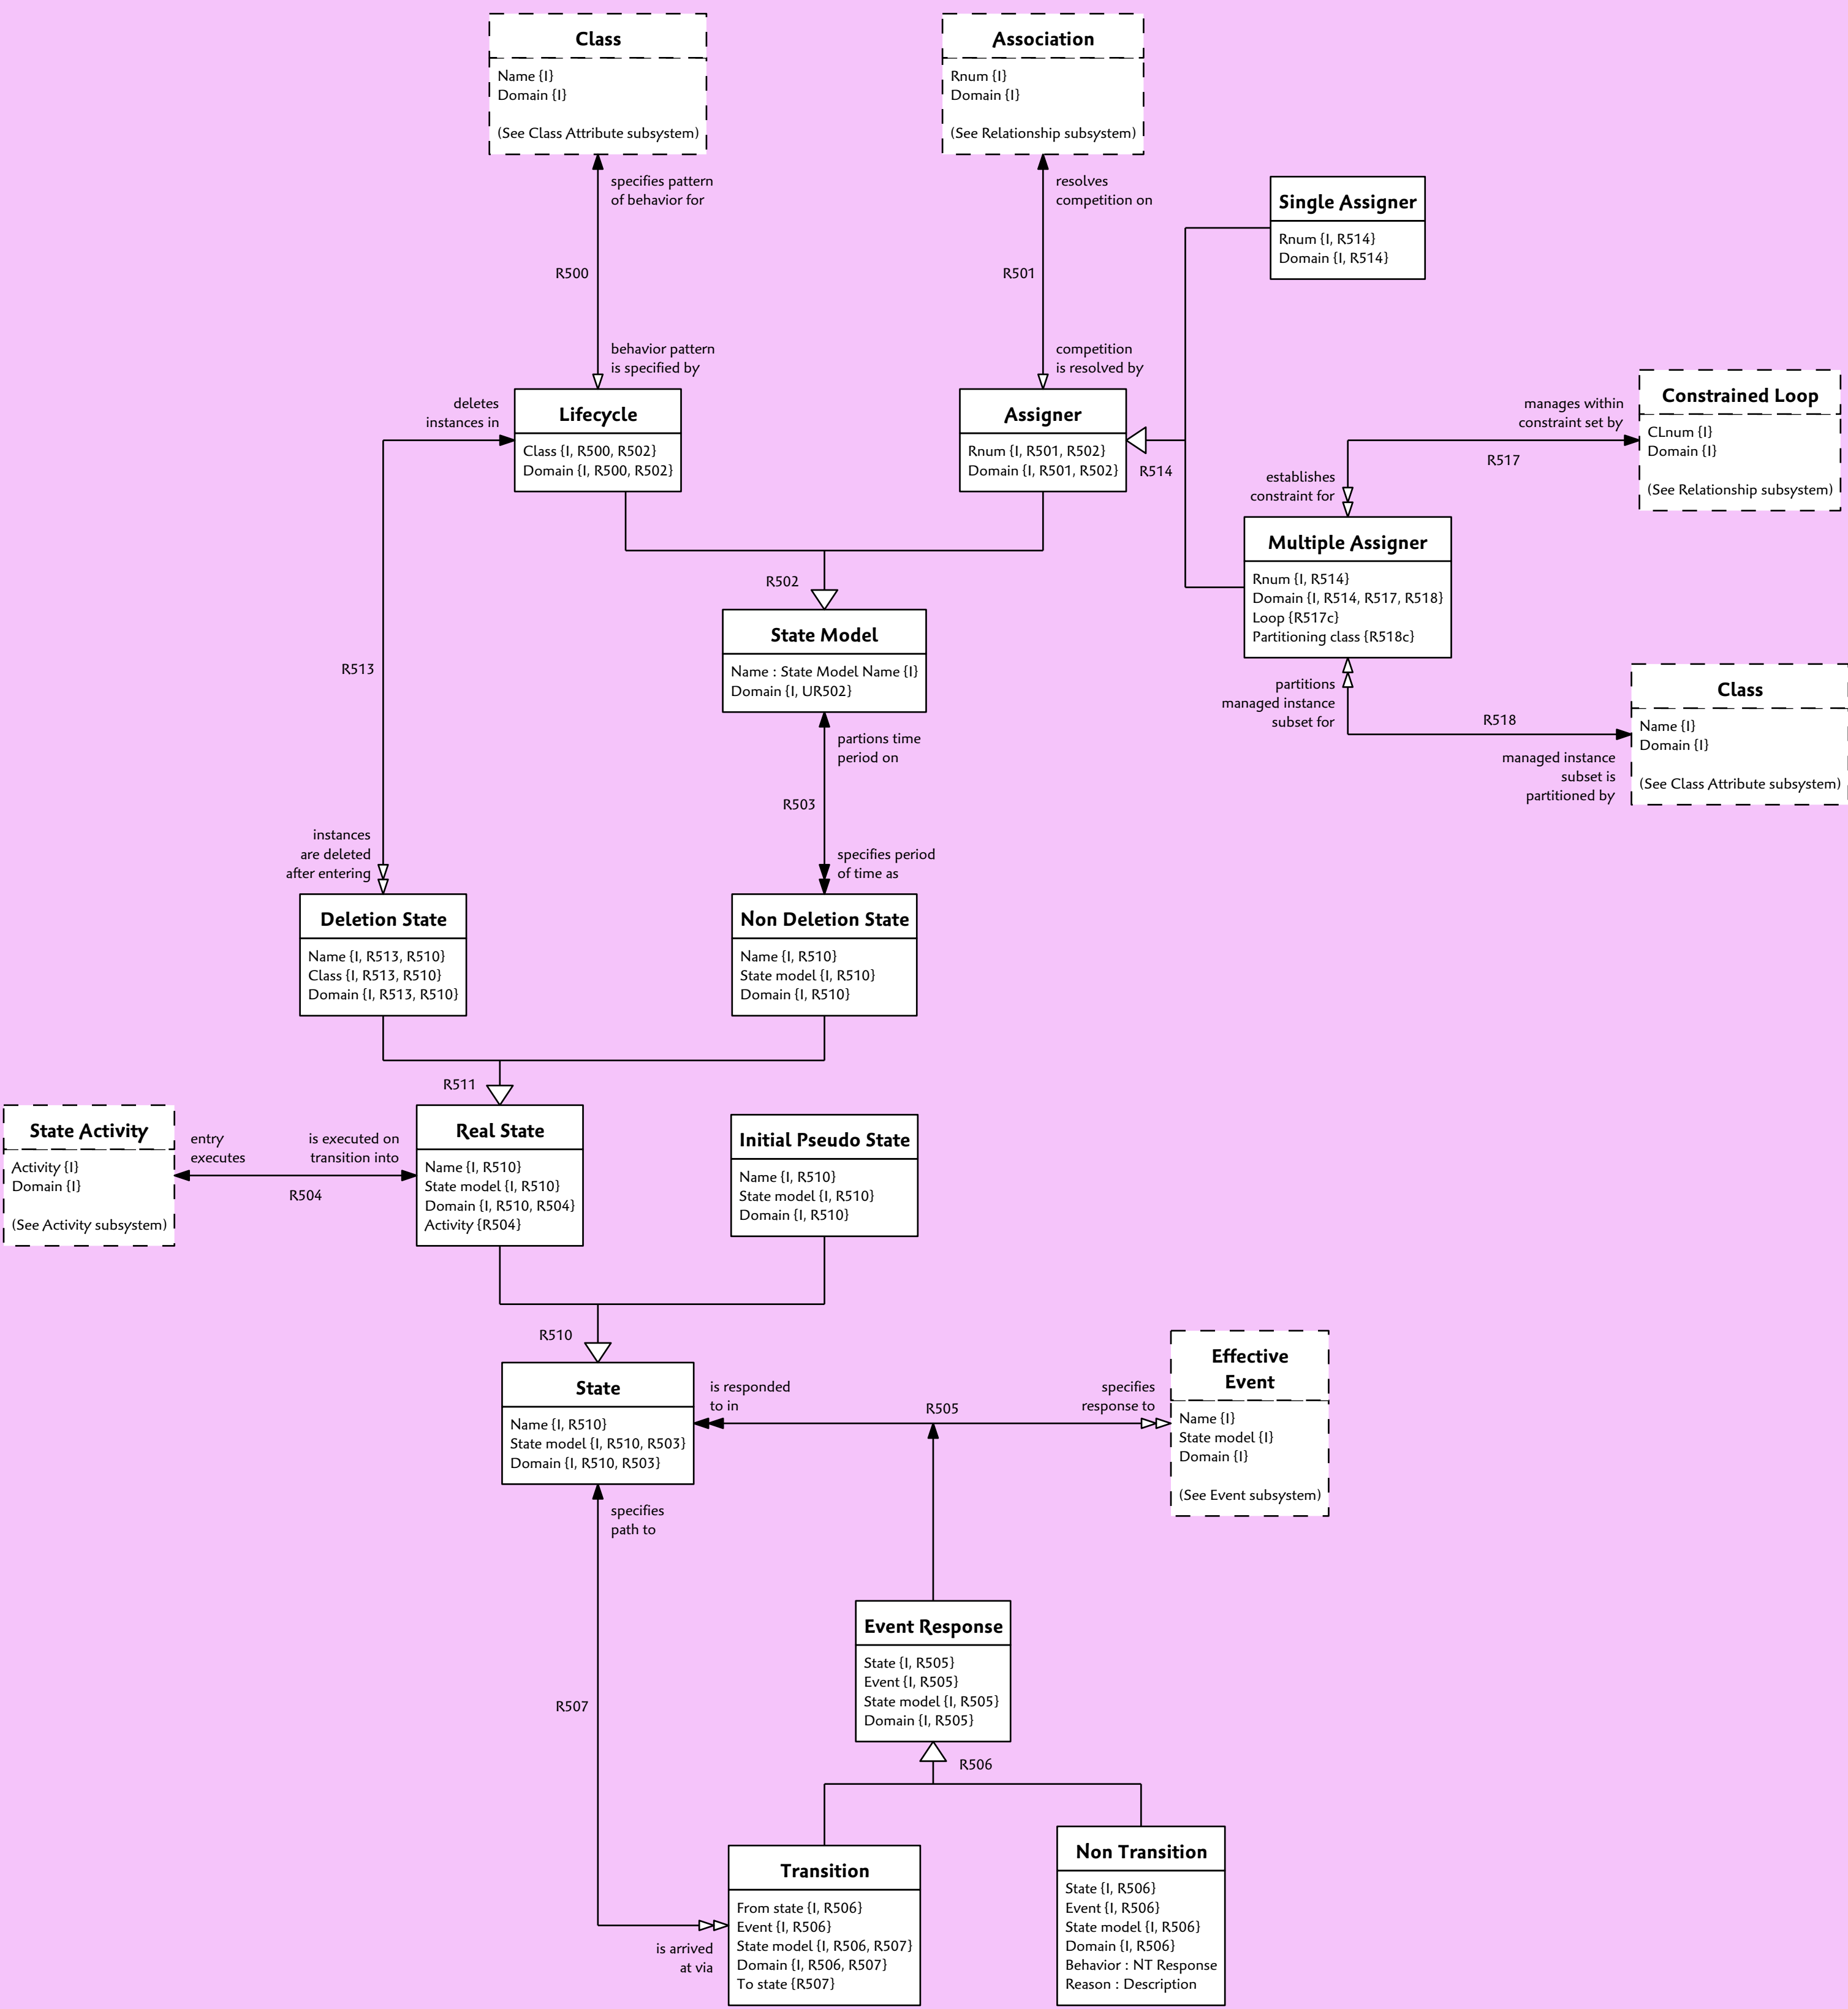 Class
Name {I}
Domain {I}
(See Class Attribute subsystem)
Association
Rnum {I}
Domain {I}
(See Relationship subsystem)
specifies pattern
of behavior for
R500
behavior pattern
is specified by
resolves
competition on
R501
competition
is resolved by
Single Assigner
Rnum {I, R514}
Domain {I, R514}
deletes
instances in
Lifecycle
Class {I, R500, R502}
Domain {I, R500, R502}
Assigner
Rnum {I, R501, R502}
Domain {I, R501, R502}
R514
manages within
constraint set by
R517
establishes
constraint for
Constrained Loop
CLnum {I}
Domain {I}
(See Relationship subsystem)
Multiple Assigner
Rnum {I, R514}
Domain {I, R514, R517, R518}
Loop {R517c}
Partitioning class {R518c}
R502
State Model
Name : State Model Name {I}
Domain {I, UR502}
R513
partitions
managed instance
subset for
R518
managed instance
subset is
partitioned by
Class
Name {I}
Domain {I}
(See Class Attribute subsystem)
partions time
period on
R503
specifies period
of time as
instances
are deleted
after entering
Deletion State
Name {I, R513, R510}
Class {I, R513, R510}
Domain {I, R513, R510}
Non Deletion State
Name {I, R510}
State model {I, R510}
Domain {I, R510}
R511
State Activity
Activity {I}
Domain {I}
(See Activity subsystem)
entry
executes
R504
is executed on
transition into
Real State
Name {I, R510}
State model {I, R510}
Domain {I, R510, R504}
Activity {R504}
Initial Pseudo State
Name {I, R510}
State model {I, R510}
Domain {I, R510}
R510
State
Name {I, R510}
State model {I, R510, R503}
Domain {I, R510, R503}
is responded
to in
R505
specifies
response to
Effective
Event
Name {I}
State model {I}
Domain {I}
(See Event subsystem)
specifies
path to
R507
Event Response
State {I, R505}
Event {I, R505}
State model {I, R505}
Domain {I, R505}
R506
is arrived
at via
Transition
From state {I, R506}
Event {I, R506}
State model {I, R506, R507}
Domain {I, R506, R507}
To state {R507}
Non Transition
State {I, R506}
Event {I, R506}
State model {I, R506}
Domain {I, R506}
Behavior : NT Response
Reason : Description